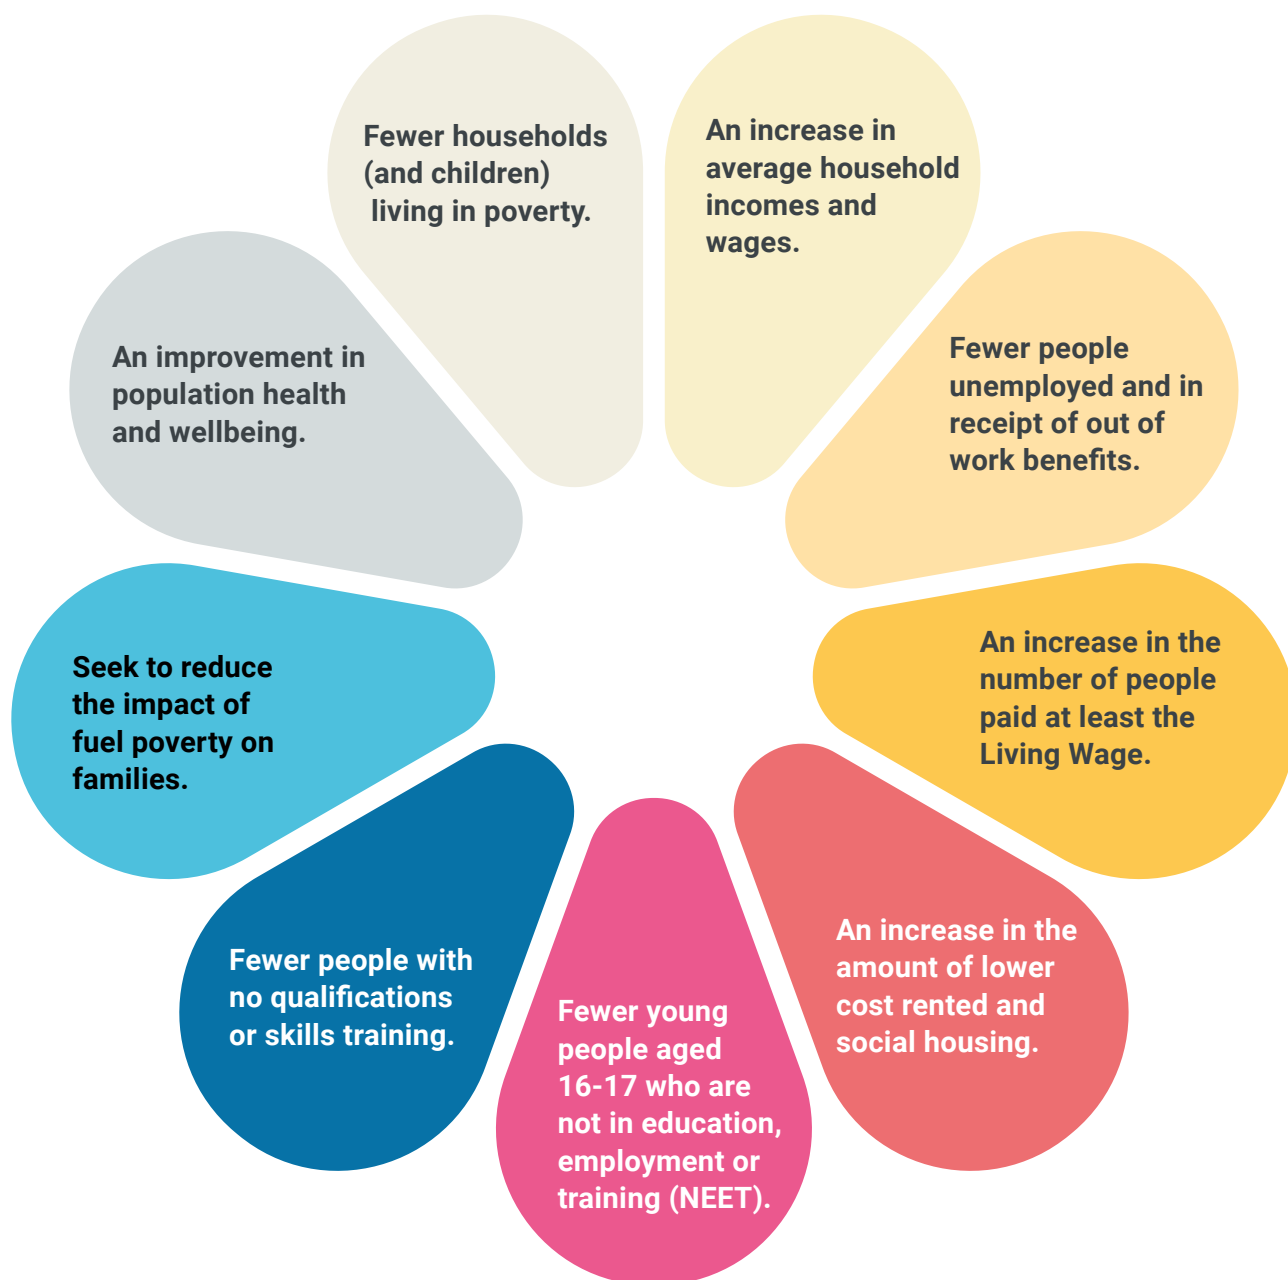 Fewer households
(and children)
living in poverty.
An increase in
average household
incomes and
wages.
Fewer people
unemployed and in
receipt of out of
work benefits.
An increase in the
number of people
paid at least the
Living Wage.
An increase in the
amount of lower
cost rented and
social housing.
Fewer young
people aged
16-17 who are
not in education,
employment or
training (NEET).
Fewer people with
no qualifications
or skills training.
Seek to reduce
the impact of
fuel poverty on
families.
An improvement in
population health
and wellbeing.